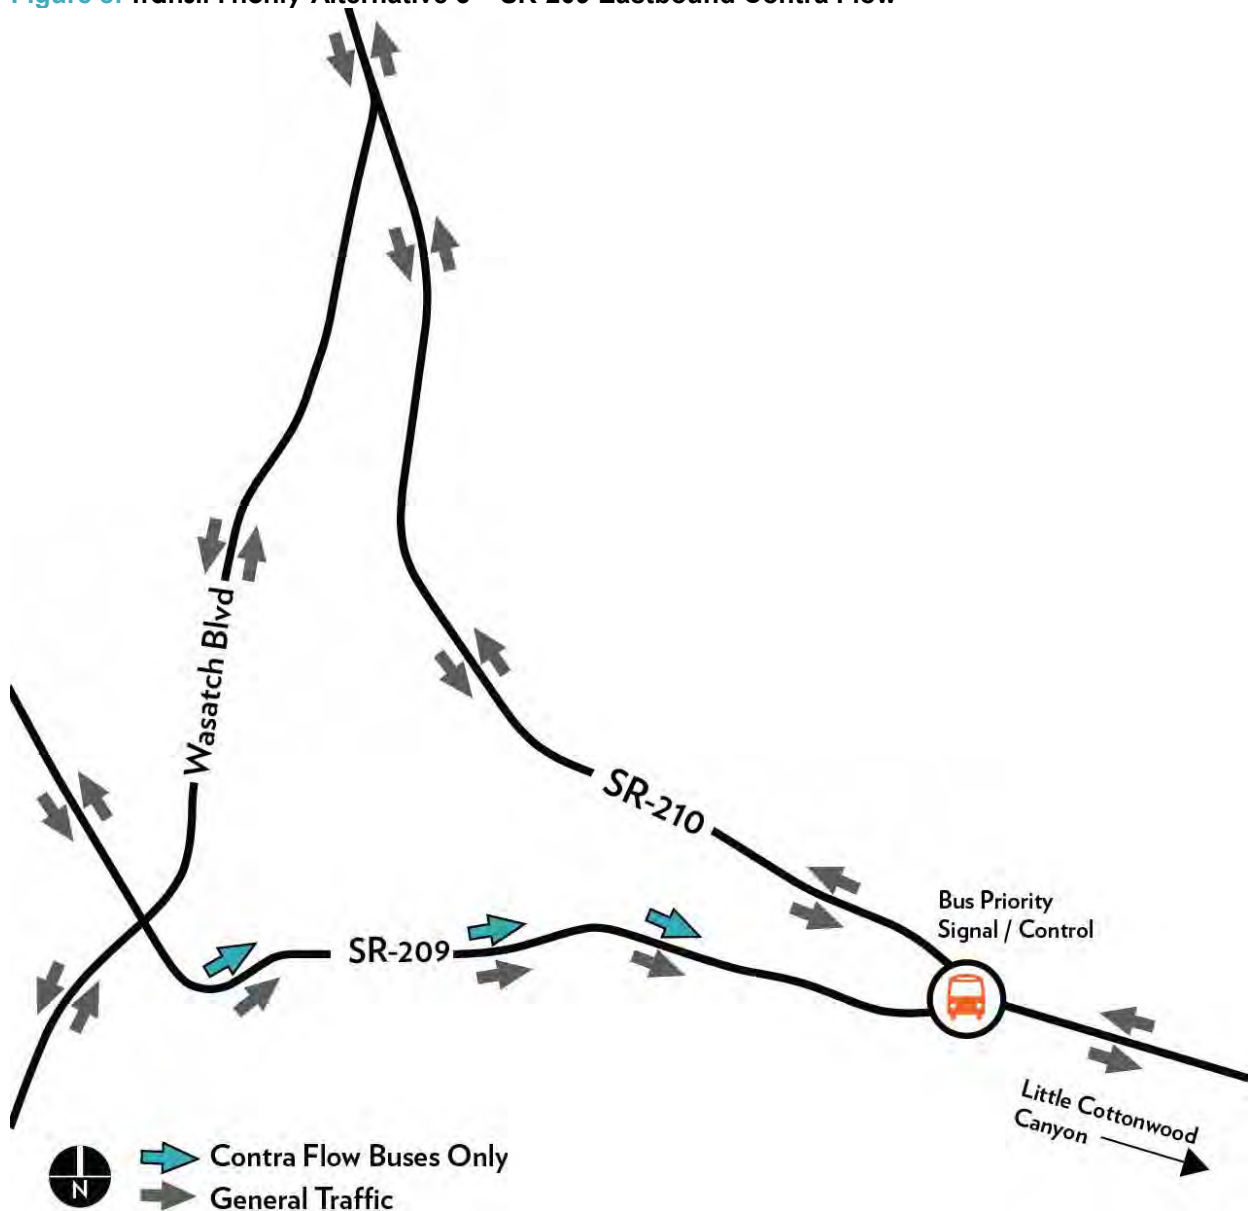 Wasatch Blvd
SR-210
SR-209
Bus Priority
Signal / Control
Little Cottonwood
Canyon
N
Contra Flow Buses Only
General Traffic